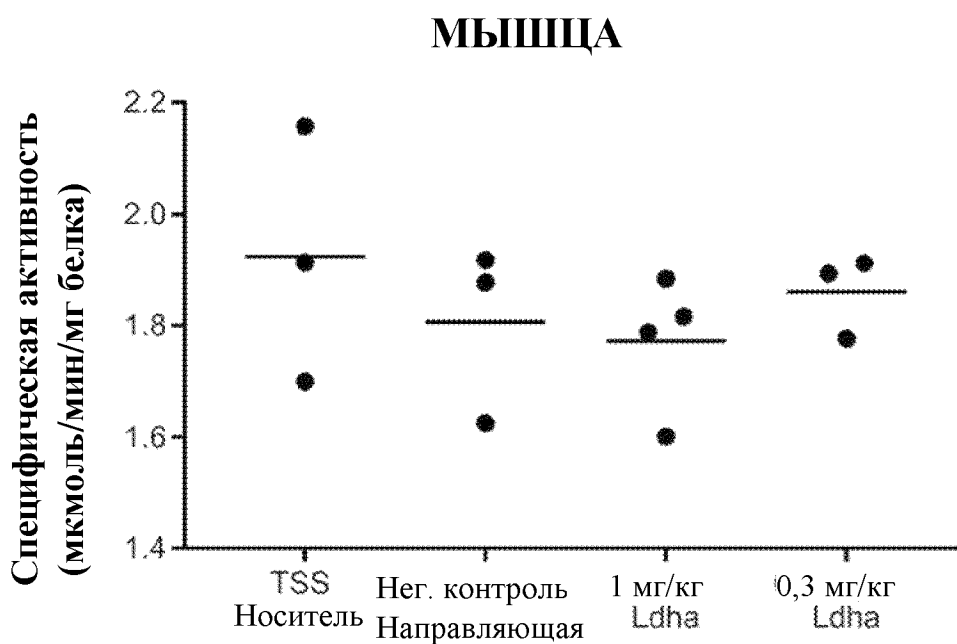 МЫШЦА
Специфическая активность
(мкмоль/мин/мг белка)
2.2
2.0
1.8
1.6
1.4
TSS
Носитель
Нег. контроль
Направляющая
1 мг/кг
Ldha
0,3 мг/кг
Ldha